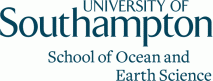 UNIVERSITY OF
Southampton
School of Ocean and
Earth Science